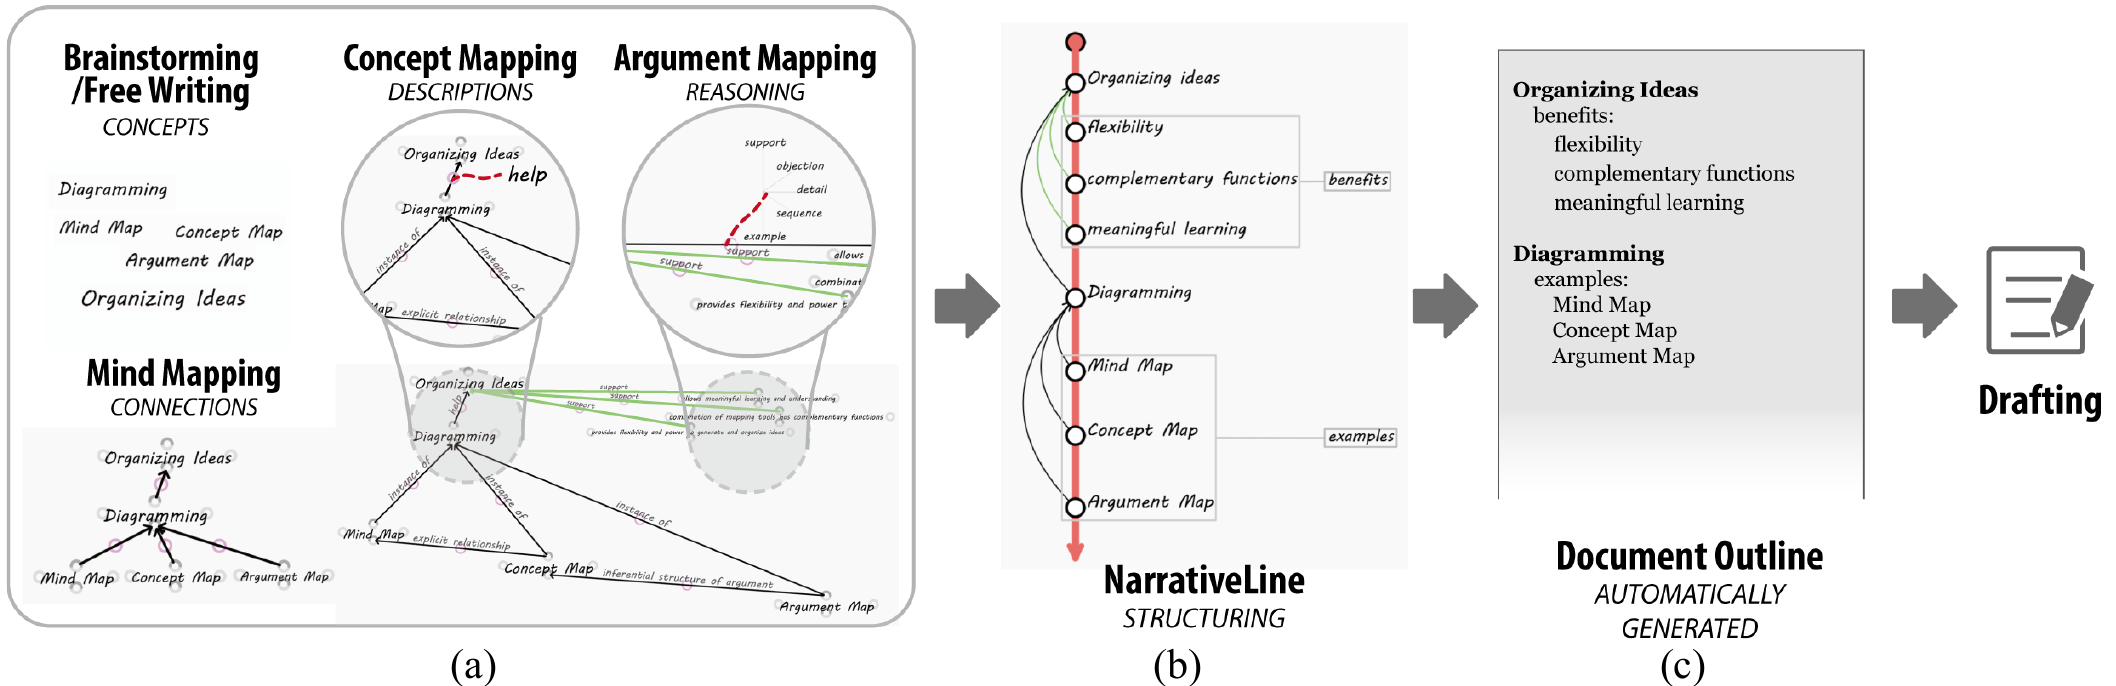 Brainstorming
/Free Writing
CONCEPTS
Diagramming
Mind Map
Concept Map
Argument Map
Organizing Ideas
Mind Mapping
CONNECTIONS
Organizing Ideas
Diagramming
Mind Map
Concept Map
Argument Map
Concept Mapping
DESCRIPTIONS
Organizing Ideas
help
Diagramming
instance of
instance of
Map
explicit relationship
Argument Mapping
REASONING
support
objection
detail
sequence
example
support
allows
support
combinat
provides flexibility and power t
Organizing Ideas
help
support
support
support
allows meaningful learning and understanding
combination of mapping tools has complementary functions
provides flexibility and power to generate and organize ideas
Diagramming
instance of
instance of
instance of
Mind Map
explicit relationship
Concept Map
inferential structure of argument
Argument Map
(a)
Organizing ideas
flexibility
complementary functions
benefits
meaningful learning
Diagramming
Mind Map
Concept Map
examples
Argument Map
NarrativeLine
STRUCTURING
(b)
Organizing Ideas
benefits:
flexibility
complementary functions
meaningful learning
Diagramming
examples:
Mind Map
Concept Map
Argument Map
Document Outline
AUTOMATICALLY
GENERATED
(c)
Drafting